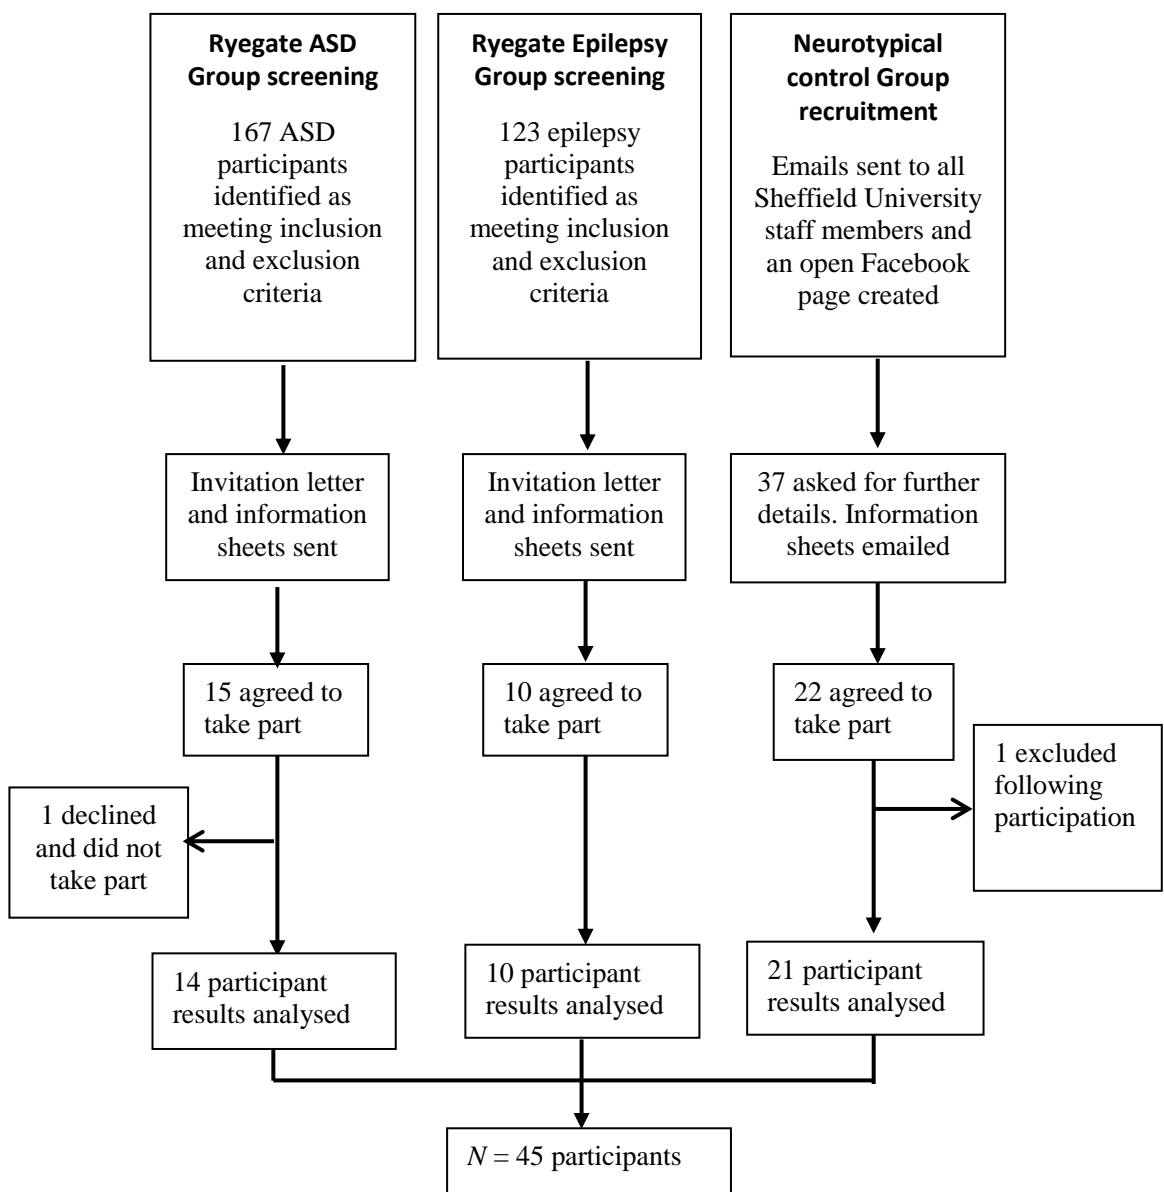 Ryegate ASD
Group screening
167 ASD
participants
identified as
meeting inclusion
and exclusion
criteria
Ryegate Epilepsy
Group screening
123 epilepsy
participants
identified as
meeting inclusion
and exclusion
criteria
Neurotypical
control Group
recruitment
Emails sent to all
Sheffield University
staff members and
an open Facebook
page created
Invitation letter
and information
sheets sent
Invitation letter
and information
sheets sent
37 asked for further
details. Information
sheets emailed
15 agreed to
take part
10 agreed to
take part
22 agreed to
take part
1 declined
and did not
take part
1 excluded
following
participation
14 participant
results analysed
10 participant
results analysed
21 participant
results analysed
N = 45 participants